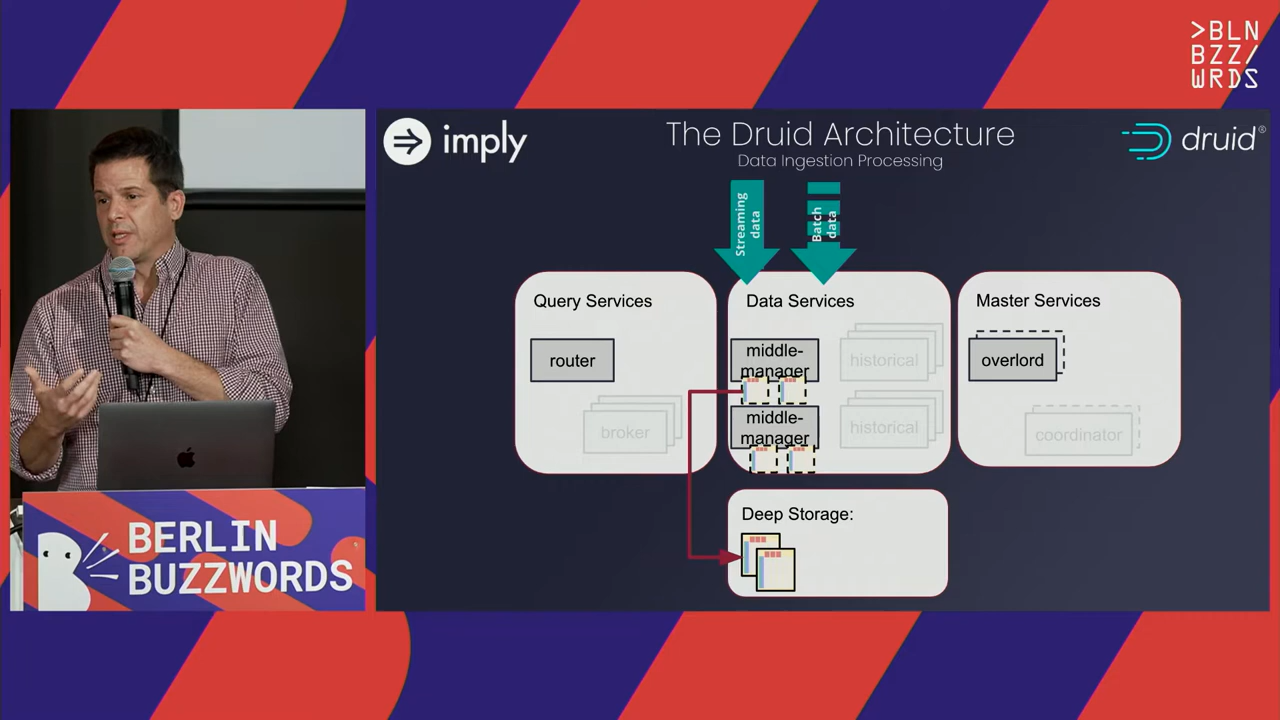 >BLN
BZZ/
WRDS
imply
The Druid Architecture
Data Ingestion Processing
druid®
Streaming
data
Batch
data
Query Services
router
broker
Data Services
middle-
manager
middle-
manager
historical
historical
Master Services
overlord
coordinator
Deep Storage:
BERLIN
BUZZWORDS